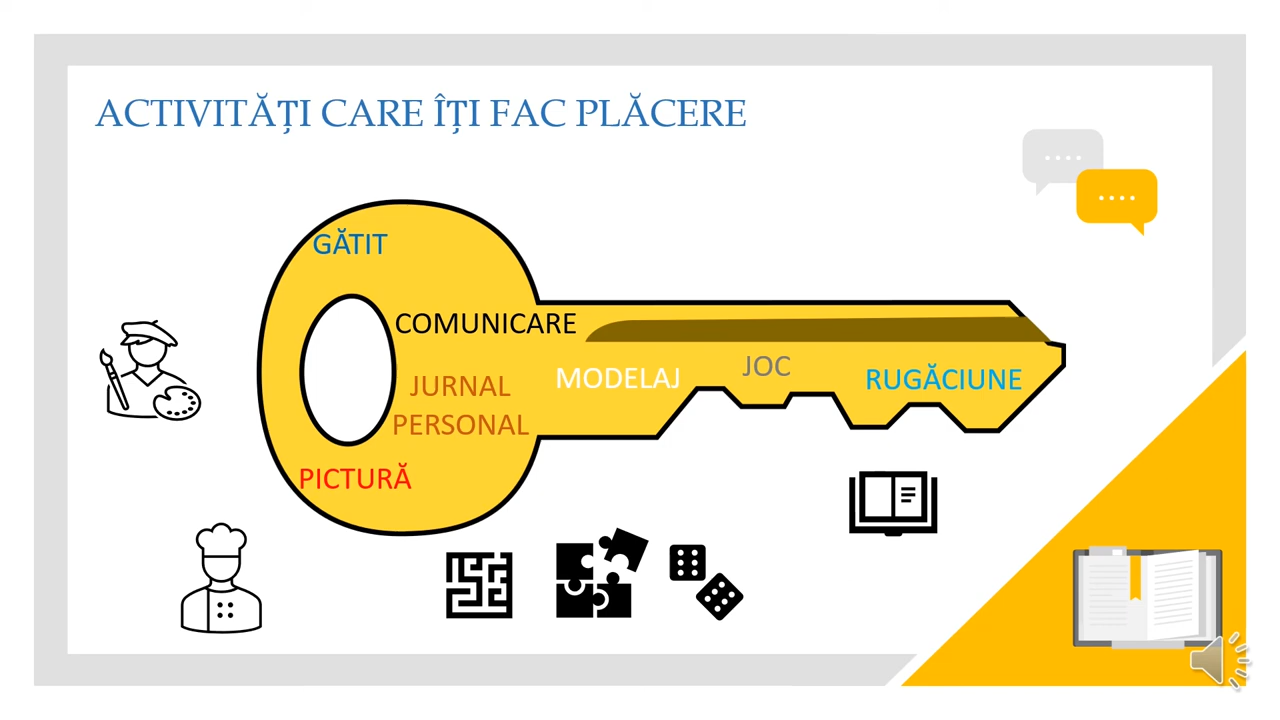 ACTIVITĂȚI CARE ÎȚI FAC PLĂCERE
GĂTIT
COMUNICARE
JURNAL
PERSONAL
MODELAJ
JOC
RUGĂCIUNE
PICTURĂ